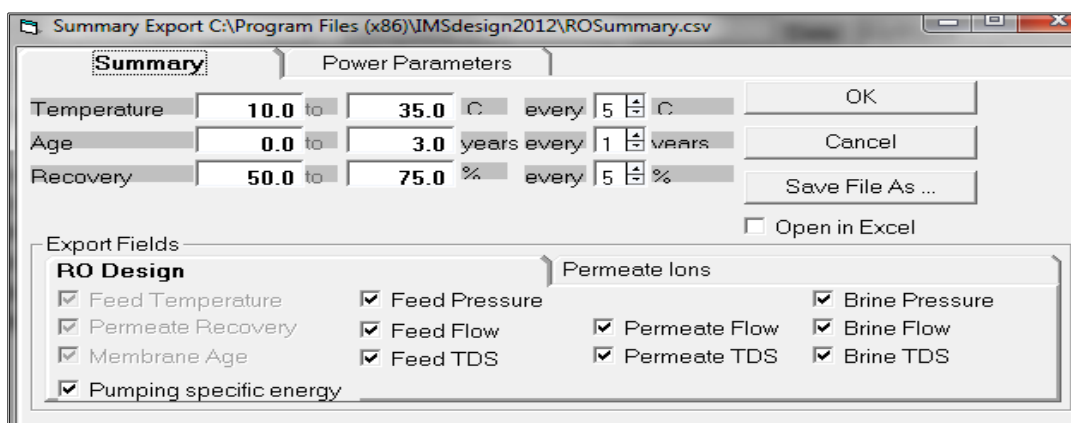 Summary Export C:\Program Files (x86)\IMSdesign2012\ROSummary.csv
Summary Power Parameters
Temperature 10.0 to 35.0 C every 5 C
OK
Age 0.0 to 3.0 years every 1 years
Cancel
Recovery 50.0 to 75.0 % every 5 %
Save File As ...
Open in Excel
Export Fields
RO Design Permeate Ions
Feed Temperature Feed Pressure Brine Pressure
Permeate Recovery Feed Flow Permeate Flow Brine Flow
Membrane Age Feed TDS Permeate TDS Brine TDS
Pumping specific energy